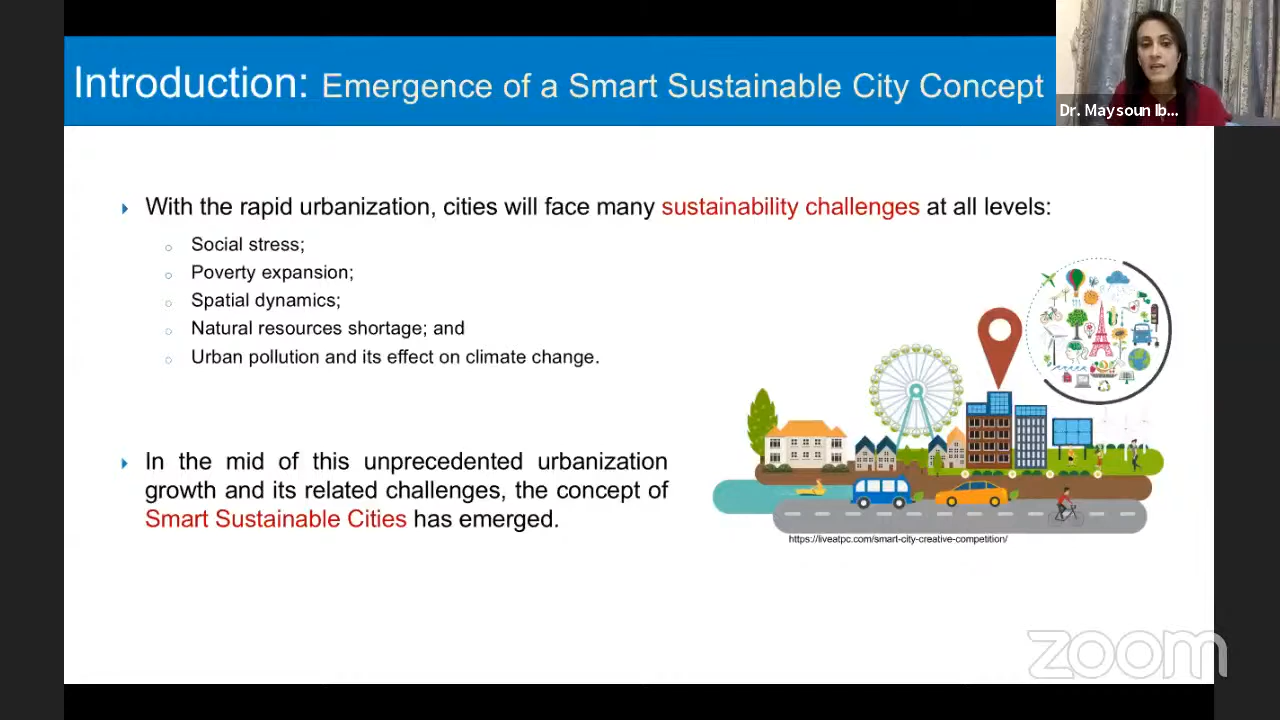 Introduction: Emergence of a Smart Sustainable City Concept
Dr. Maysoun Ib...
With the rapid urbanization, cities will face many sustainability challenges at all levels:
Social stress;
Poverty expansion;
Spatial dynamics;
Natural resources shortage; and
Urban pollution and its effect on climate change.
In the mid of this unprecedented urbanization
growth and its related challenges, the concept of
Smart Sustainable Cities has emerged.
https://liveatpc.com/smart-city-creative-competition/
zoom